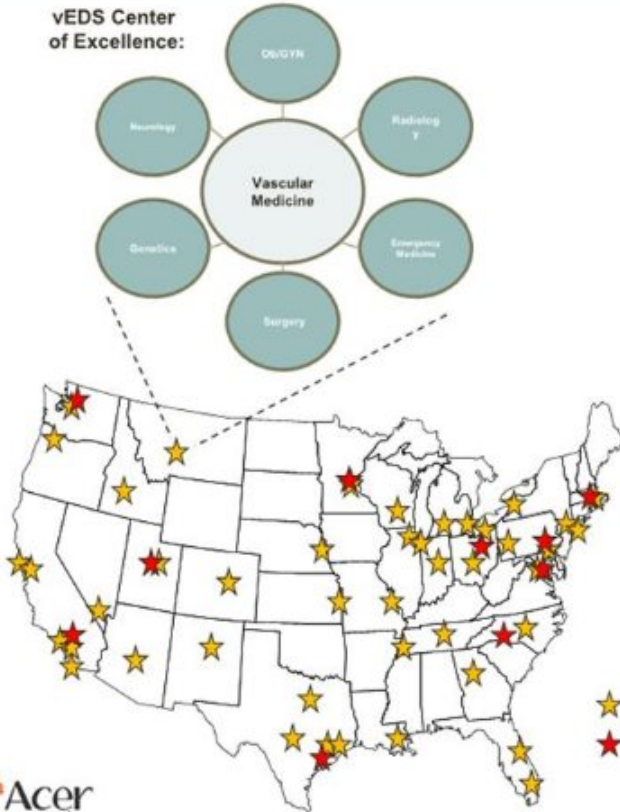 vEDS Center
of Excellence:
Ob/GYN
Neurology
Radiolog
y
Vascular
Medicine
Genetics
Emergency
Medicine
Surgery
Acer